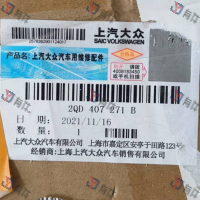 上汽大众
SAIC VOLKSWAGEN
产品名称：上汽大众汽车用维修配件
2QD 407 271 B
日期：2021/11/16
数量：1
上汽大众汽车有限公司 上海市嘉定区安亭于田路123号
经销商：上海上汽大众汽车销售有限公司